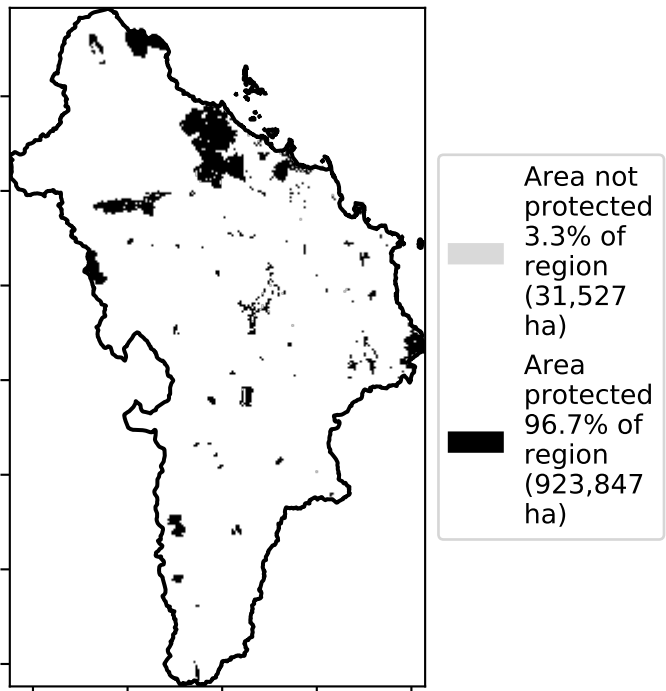 Area not
protected
3.3% of
region
(31,527
ha)
Area
protected
96.7% of
region
(923,847
ha)